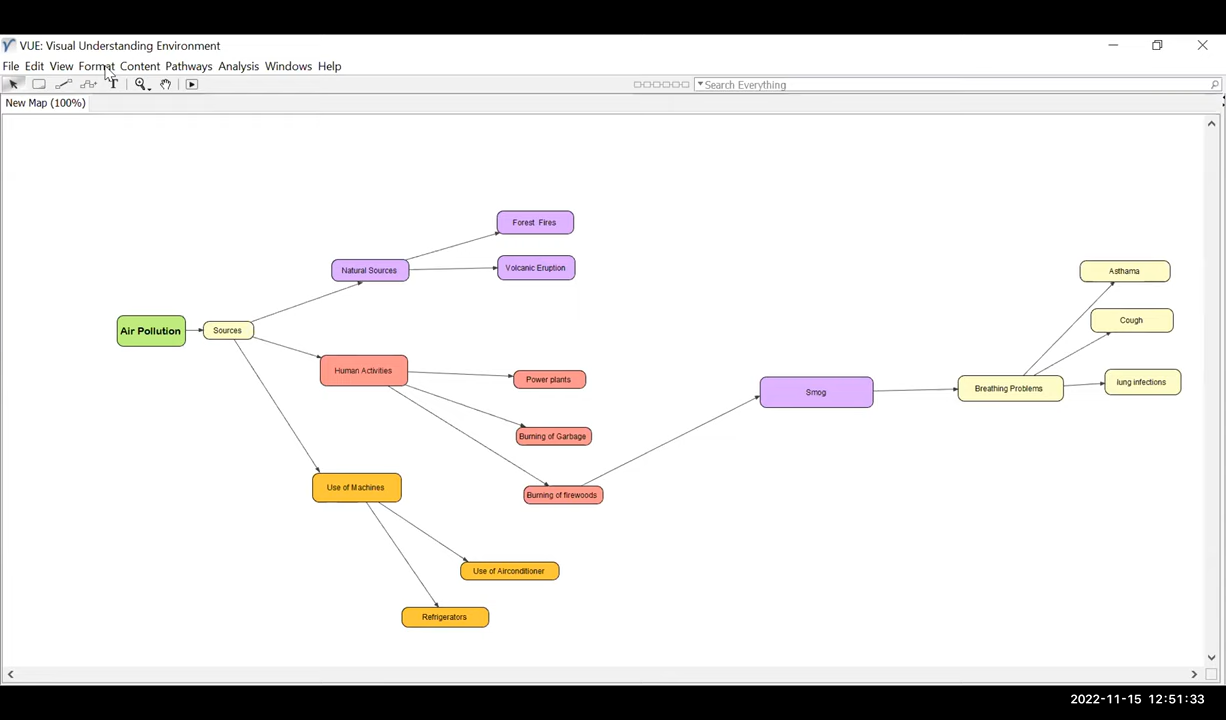 VUE: Visual Understanding Environment
File Edit View Format Content Pathways Analysis Windows Help
Search Everything
New Map (100%)
Forest Fires
Natural Sources
Volcanic Eruption
Asthama
Cough
Air Pollution
Sources
Human Activities
Power plants
Smog
Breathing Problems
lung infections
Burning of Garbage
Use of Machines
Burning of firewoods
Use of Airconditioner
Refrigerators
2022-11-15 12:51:33